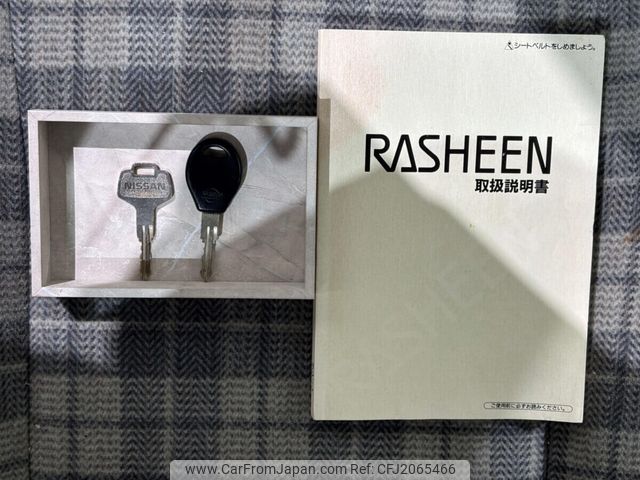 シートベルトをしめましょう。
RASHEEN
取扱説明書
NISSAN
RASHEEN
ご使用前に必ずお読みください。
www.CarFromJapan.com - CFJ2065466